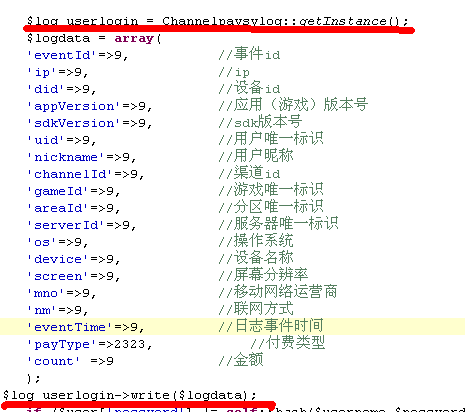 $log_userlogin = Channelpaysylog::getInstance();
$logdata = array(
'eventId'=>9, //事件id
'ip'=>9, //ip
'did'=>9, //设备id
'appVersion'=>9, //应用（游戏）版本号
'sdkVersion'=>9, //sdk版本号
'uid'=>9, //用户唯一标识
'nickname'=>9, //用户昵称
'channelId'=>9, //渠道id
'gameId'=>9, //游戏唯一标识
'areaId'=>9, //分区唯一标识
'serverId'=>9, //服务器唯一标识
'os'=>9, //操作系统
'device'=>9, //设备名称
'screen'=>9, //屏幕分辨率
'mno'=>9, //移动网络运营商
'nm'=>9, //联网方式
'eventTime'=>9, //日志事件时间
'payType'=>2323, //付费类型
'count' =>9 //金额
);
$log_userlogin->write($logdata);